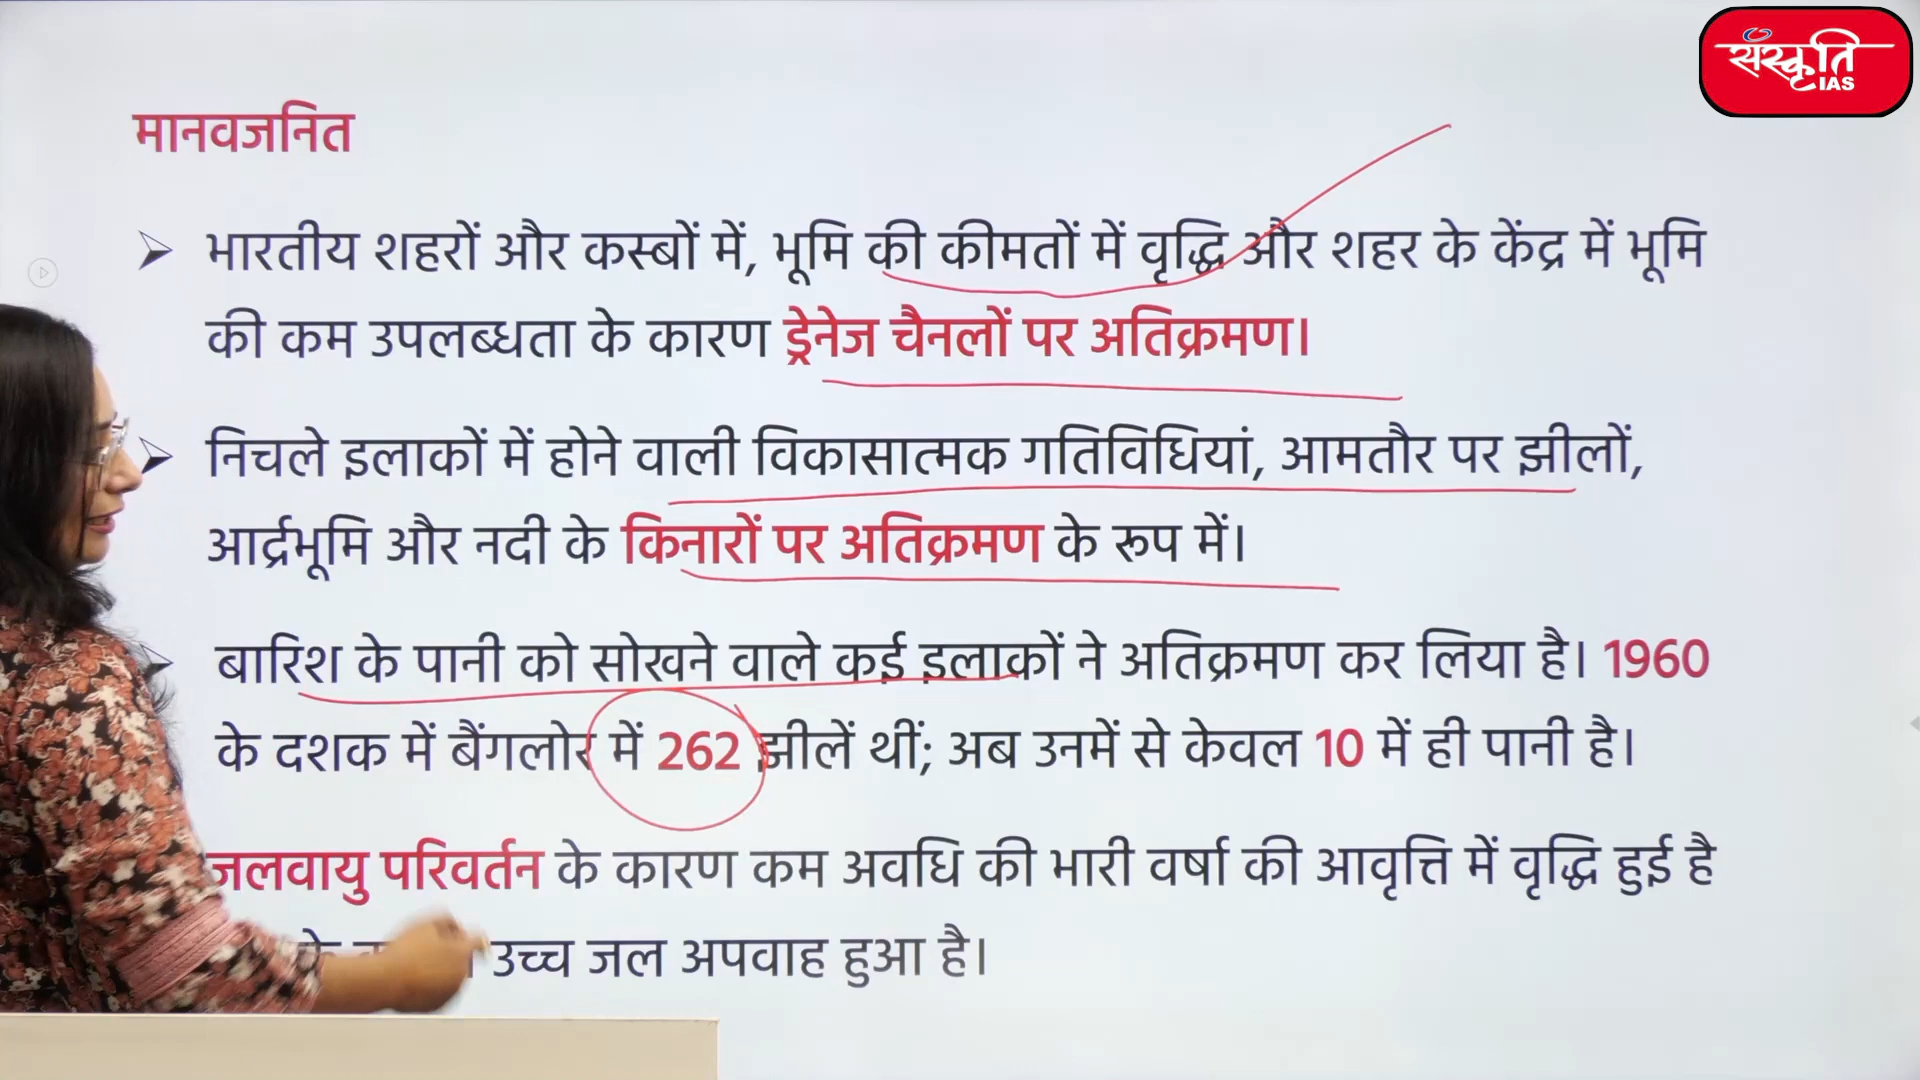 संस्कृति
IAS
मानवजनित
भारतीय शहरों और कस्बों में, भूमि की कीमतों में वृद्धि और शहर के केंद्र में भूमि
की कम उपलब्धता के कारण ड्रेनेज चैनलों पर अतिक्रमण।
निचले इलाकों में होने वाली विकासात्मक गतिविधियां, आमतौर पर झीलों,
आर्द्रभूमि और नदी के किनारों पर अतिक्रमण के रूप में।
बारिश के पानी को सोखने वाले कई इलाकों ने अतिक्रमण कर लिया है। 1960
के दशक में बैंगलोर में 262 झीलें थीं; अब उनमें से केवल 10 में ही पानी है।
जलवायु परिवर्तन के कारण कम अवधि की भारी वर्षा की आवृत्ति में वृद्धि हुई है
उच्च जल अपवाह हुआ है।